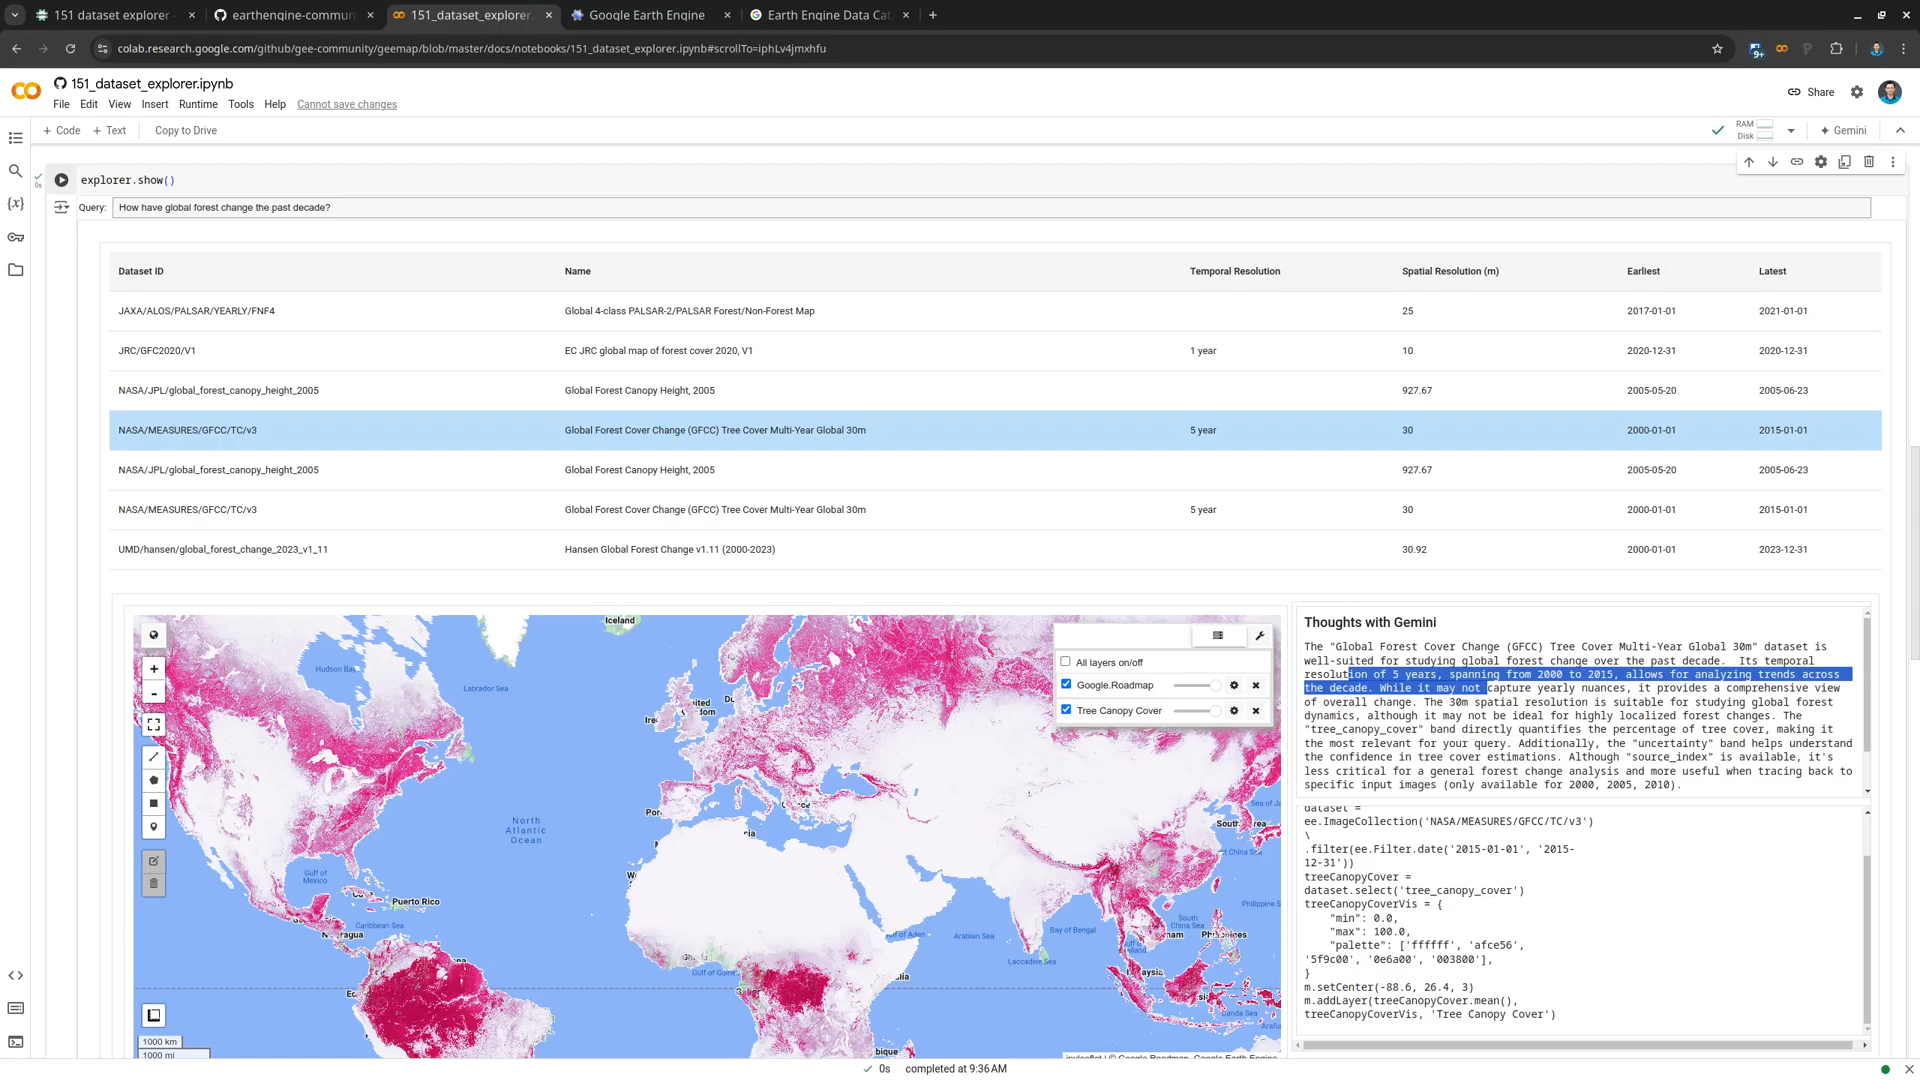 151 dataset explorer
earthengine-commun
151_dataset_explorer.
Google Earth Engine
Earth Engine Data Cat
colab.research.google.com/github/gee-community/geemap/blob/master/docs/notebooks/151_dataset_explorer.ipynb#scrollTo=iphLv4jmxhfu
9+
151_dataset_explorer.ipynb
File Edit View Insert Runtime Tools Help Cannot save changes
Share
+ Code + Text Copy to Drive
RAM
Disk
Gemini
0s
explorer.show()
Query: How have global forest change the past decade?
Dataset ID Name Temporal Resolution Spatial Resolution (m) Earliest Latest
JAXA/ALOS/PALSAR/YEARLY/FNF4 Global 4-class PALSAR-2/PALSAR Forest/Non-Forest Map 25 2017-01-01 2021-01-01
JRC/GFC2020/V1 EC JRC global map of forest cover 2020, V1 1 year 10 2020-12-31 2020-12-31
NASA/JPL/global_forest_canopy_height_2005 Global Forest Canopy Height, 2005 927.67 2005-05-20 2005-06-23
NASA/MEASURES/GFCC/TC/v3 Global Forest Cover Change (GFCC) Tree Cover Multi-Year Global 30m 5 year 30 2000-01-01 2015-01-01
NASA/JPL/global_forest_canopy_height_2005 Global Forest Canopy Height, 2005 927.67 2005-05-20 2005-06-23
NASA/MEASURES/GFCC/TC/v3 Global Forest Cover Change (GFCC) Tree Cover Multi-Year Global 30m 5 year 30 2000-01-01 2015-01-01
UMD/hansen/global_forest_change_2023_v1_11 Hansen Global Forest Change v1.11 (2000-2023) 30.92 2000-01-01 2023-12-31
Iceland
Hudson Bay
Labrador Sea
North
Atlantic
Ocean
Gulf of
Mexico
Puerto Rico
Caribbean Sea
Arabian Sea
Bay of Bengal
Laccadive Sea
South
China Sea
Philippine S
Banda Sea
Gulf of Guine
1000 km
1000 mi
All layers on/off
Google.Roadmap
Tree Canopy Cover
Thoughts with Gemini
The "Global Forest Cover Change (GFCC) Tree Cover Multi-Year Global 30m" dataset is
well-suited for studying global forest change over the past decade. Its temporal
resolution of 5 years, spanning from 2000 to 2015, allows for analyzing trends across
the decade. While it may not capture yearly nuances, it provides a comprehensive view
of overall change. The 30m spatial resolution is suitable for studying global forest
dynamics, although it may not be ideal for highly localized forest changes. The
"tree_canopy_cover" band directly quantifies the percentage of tree cover, making it
the most relevant for your query. Additionally, the "uncertainty" band helps understand
the confidence in tree cover estimations. Although "source_index" is available, it's
less critical for a general forest change analysis and more useful when tracing back to
specific input images (only available for 2000, 2005, 2010).
dataset =
ee.ImageCollection('NASA/MEASURES/GFCC/TC/v3')
\
.filter(ee.Filter.date('2015-01-01', '2015-
12-31'))
treeCanopyCover =
dataset.select('tree_canopy_cover')
treeCanopyCoverVis = {
"min": 0.0,
"max": 100.0,
"palette": ['ffffff', 'afce56',
'5f9c00', '0e6a00', '003800'],
}
m.setCenter(-88.6, 26.4, 3)
m.addLayer(treeCanopyCover.mean(),
treeCanopyCoverVis, 'Tree Canopy Cover')
0s completed at 9:36 AM